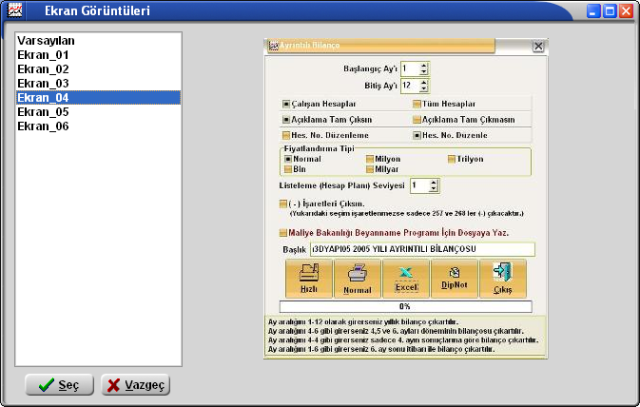 Ekran Görüntüleri
Varsayılan
Ekran_01
Ekran_02
Ekran_03
Ekran_04
Ekran_05
Ekran_06
Seç
Vazgeç
Ayrıntılı Bilanço
Başlangıç Ay'ı 1
Bitiş Ay'ı 12
Çalışan Hesaplar Tüm Hesaplar
Açıklama Tam Çıksın Açıklama Tam Çıkmasın
Hes. No. Düzenleme Hes. No. Düzenle
Fiyatlandırma Tipi
Normal Milyon Trilyon
Bin Milyar
Listeleme (Hesap Planı) Seviyesi 1
( - ) İşaretleri Çıksın.
(Yukarıdaki seçim işaretlenmezse sadece 257 ve 268 ler (-) çıkacaktır.)
Maliye Bakanlığı Beyanname Programı İçin Dosyaya Yaz.
Başlık i3DYAPI05 2005 YILI AYRINTILI BİLANÇOSU
Hızlı Normal Excell DipNot Çıkış
0%
Ay aralığını 1-12 olarak girerseniz yıllık bilanço çıkartılır.
Ay aralığını 4-6 gibi girerseniz 4,5 ve 6. ayları döneminin bilançosu çıkartılır.
Ay aralığını 4-4 gibi girerseniz sadece 4. ayın sonuçlarına göre bilanço çıkartılır.
Ay aralığını 1-6 gibi girerseniz 6. ay sonu itibarı ile bilanço çıkartılır.